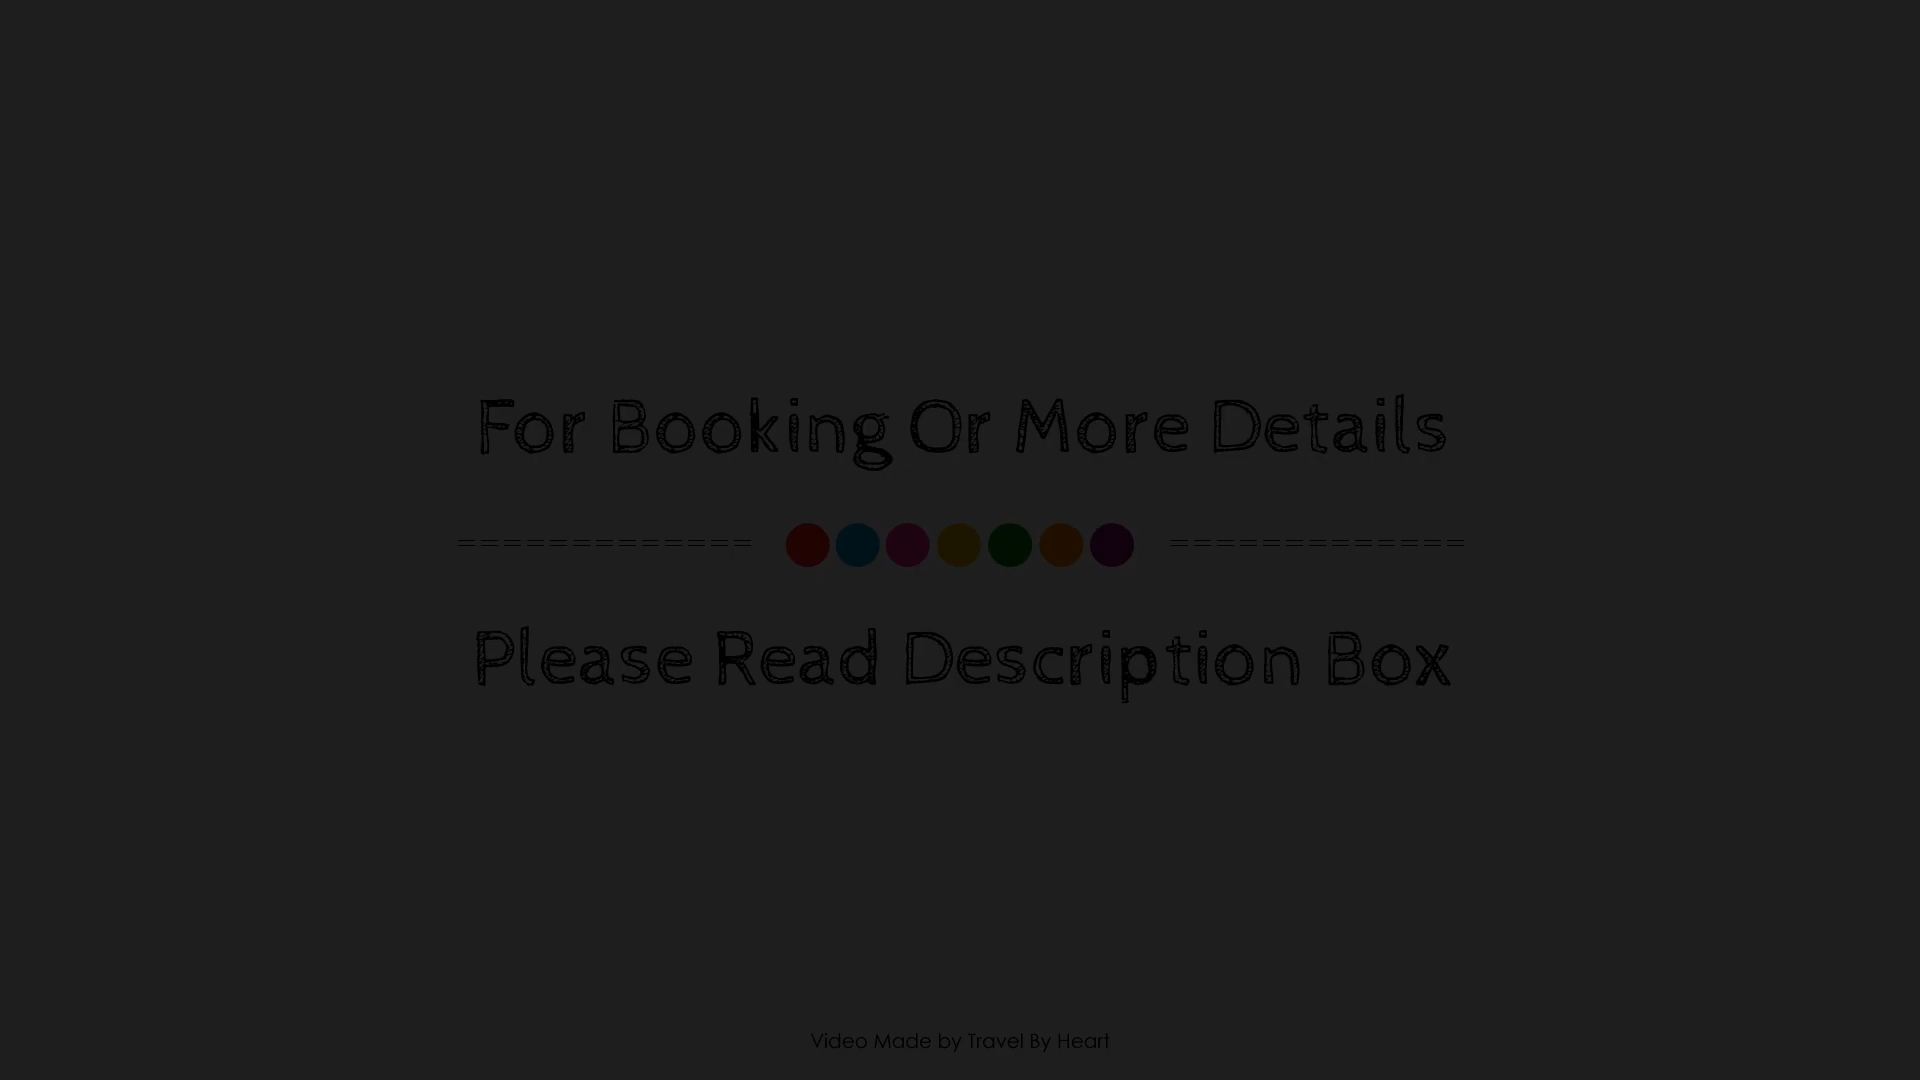 For Booking Or More Details
============= =============
Please Read Description Box
Video Made by Travel By Heart